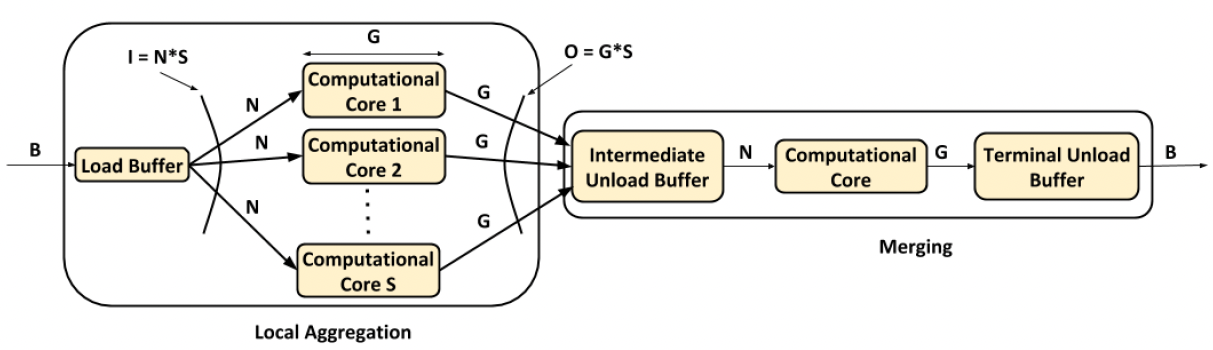 G
I = N*S
O = G*S
Computational
Core 1
N
G
B
Load Buffer
N
Computational
Core 2
G
N
Computational
Core S
G
Intermediate
Unload Buffer
N
Computational
Core
G
Terminal Unload
Buffer
B
Merging
Local Aggregation